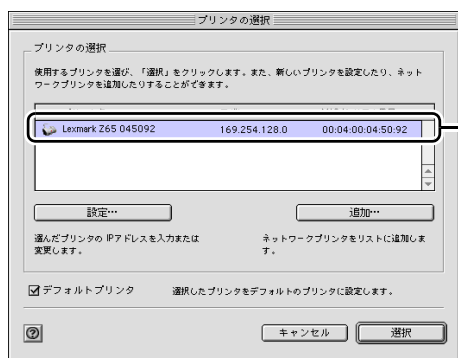 プリンタの選択
プリンタの選択
使用するプリンタを選び、「選択」をクリックします。また、新しいプリンタを設定したり、ネット
ワークプリンタを追加したりすることができます。
Lexmark Z65 045092 169.254.128.0 00:04:00:04:50:92
設定… 追加…
選んだプリンタの IPアドレスを入力または
変更します。
ネットワークプリンタをリストに追加しま
す。
デフォルトプリンタ 選択したプリンタをデフォルトのプリンタに設定します。
? キャンセル 選択